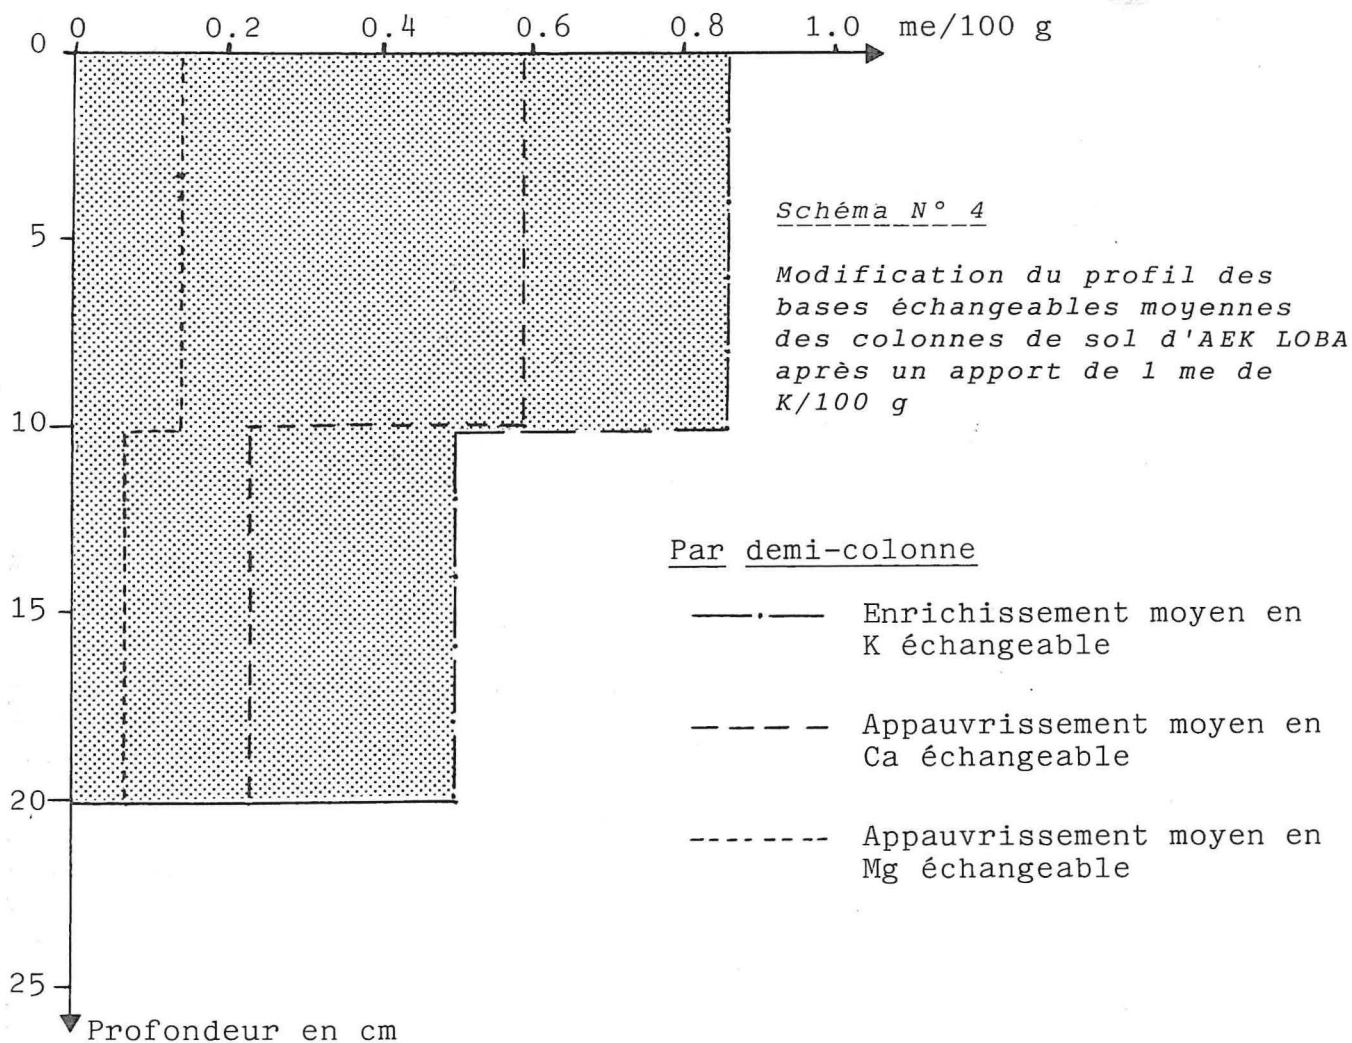 0 0.2 0.4 0.6 0.8 1.0 me/100 g
0
5
10
15
20
25
Profondeur en cm
Schéma N° 4
Modification du profil des
bases échangeables moyennes
des colonnes de sol d'AEK LOBA
après un apport de 1 me de
K/100 g
Par demi-colonne
Enrichissement moyen en
K échangeable
Appauvrissement moyen en
Ca échangeable
Appauvrissement moyen en
Mg échangeable